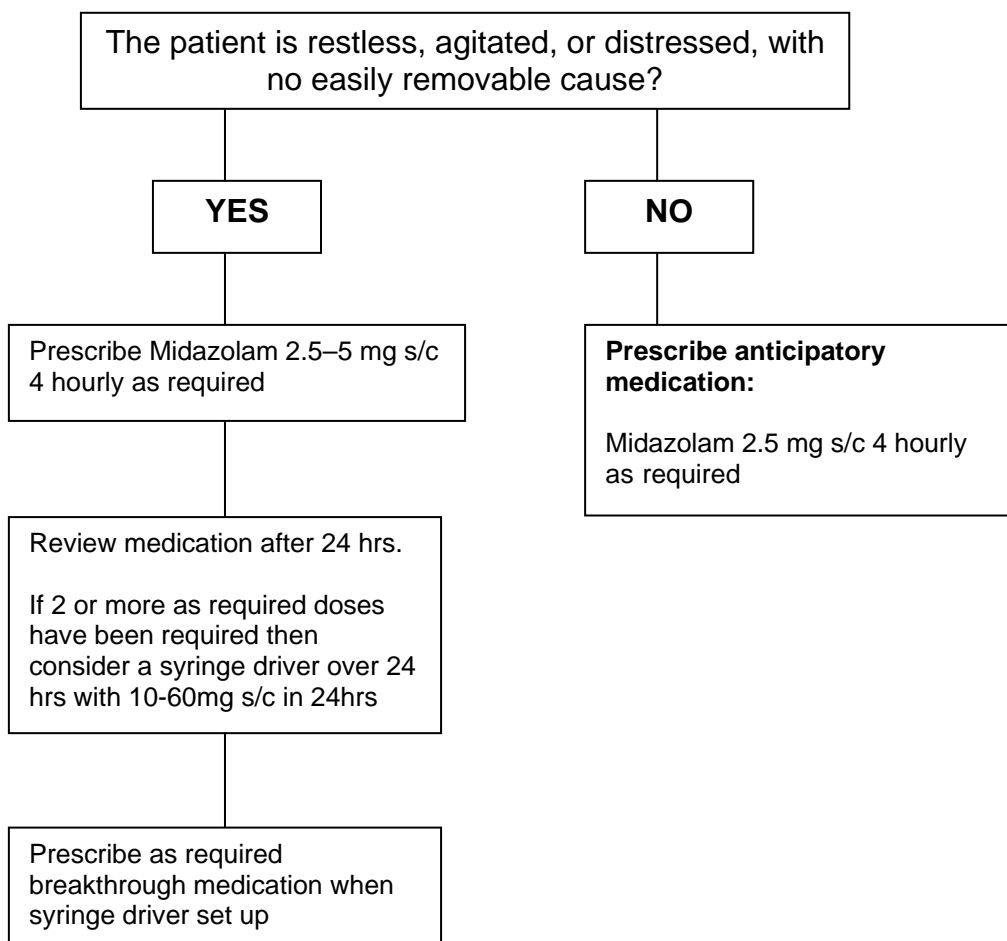 The patient is restless, agitated, or distressed, with
no easily removable cause?
YES
NO
Prescribe Midazolam 2.5–5 mg s/c
4 hourly as required
Prescribe anticipatory
medication:
Midazolam 2.5 mg s/c 4 hourly
as required
Review medication after 24 hrs.
If 2 or more as required doses
have been required then
consider a syringe driver over 24
hrs with 10-60mg s/c in 24hrs
Prescribe as required
breakthrough medication when
syringe driver set up